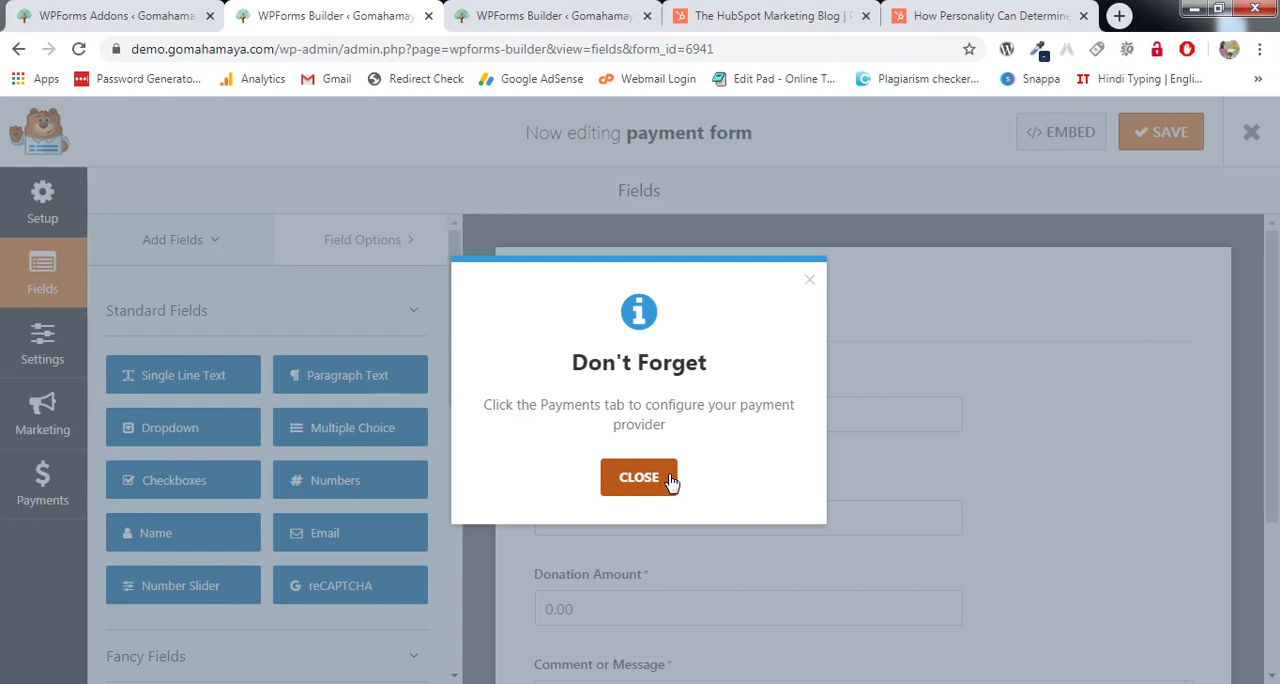 WPForms Addons ‹ Gomahama
WPForms Builder ‹ Gomahamay
WPForms Builder ‹ Gomahamay
The HubSpot Marketing Blog | P
How Personality Can Determine
demo.gomahamaya.com/wp-admin/admin.php?page=wpforms-builder&view=fields&form_id=6941
Apps
Password Generato...
Analytics
Gmail
Redirect Check
Google AdSense
Webmail Login
Edit Pad - Online T...
Plagiarism checker...
Snappa
IT Hindi Typing | Engli...
»
Now editing payment form
</> EMBED
SAVE
Setup
Fields
Settings
Marketing
Payments
Fields
Add Fields
Field Options
Standard Fields
Single Line Text
Paragraph Text
Dropdown
Multiple Choice
Checkboxes
# Numbers
Name
Email
Number Slider
G reCAPTCHA
Fancy Fields
Don't Forget
Click the Payments tab to configure your payment
provider
CLOSE
Donation Amount*
0.00
Comment or Message*